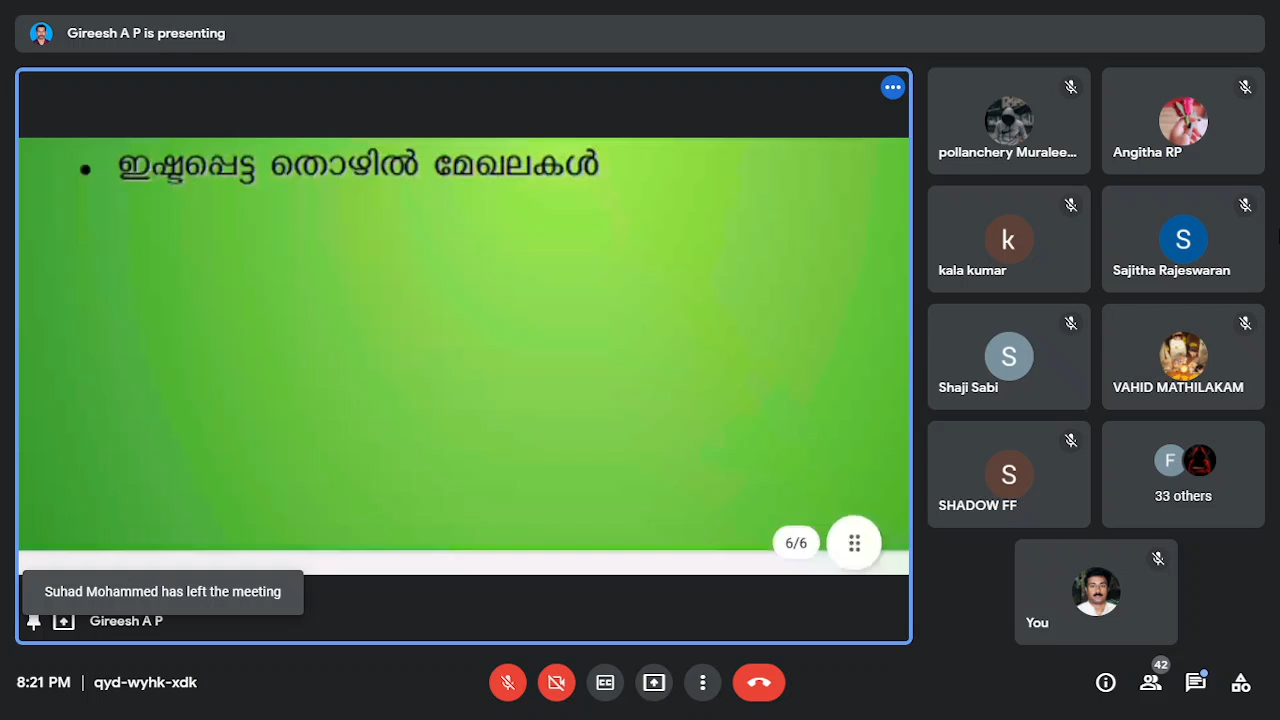 Gireesh A P is presenting
• ഇഷ്ടപ്പെട്ട തൊഴിൽ മേഖലകൾ
6/6
Suhad Mohammed has left the meeting
Gireesh A P
pollanchery Muralee...
Angitha RP
k
kala kumar
S
Sajitha Rajeswaran
S
Shaji Sabi
VAHID MATHILAKAM
S
SHADOW FF
F
33 others
You
8:21 PM | qyd-wyhk-xdk
CC
42